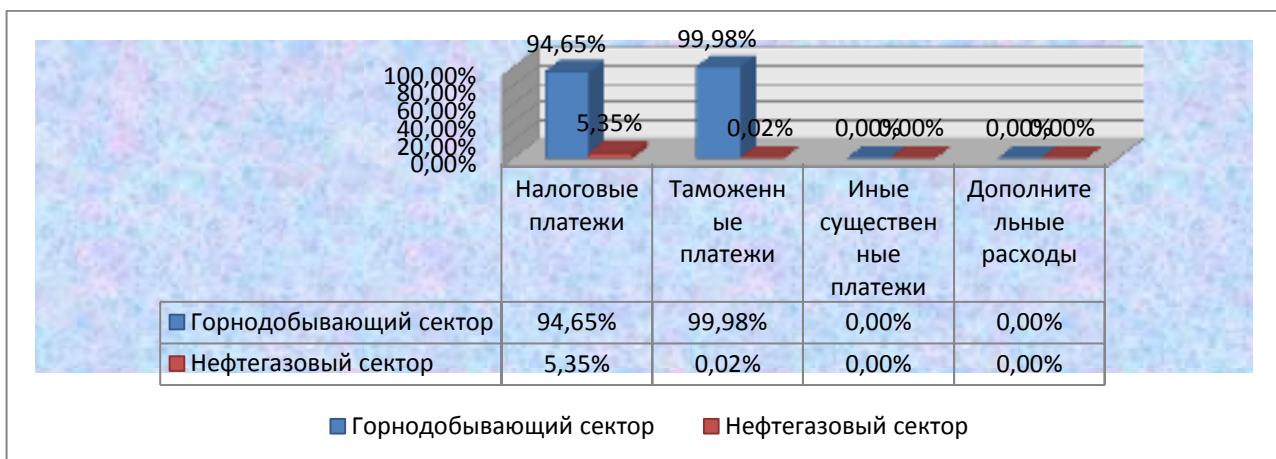 94,65%
99,98%
5,35%
0,02%
0,00%
0,00%
0,00%
0,00%
100,00%
80,00%
60,00%
40,00%
20,00%
0,00%
Налоговые
платежи
Таможенн
ые
платежи
Иные
существен
ные
платежи
Дополните
льные
расходы
Горнодобывающий сектор 94,65% 99,98% 0,00% 0,00%
Нефтегазовый сектор 5,35% 0,02% 0,00% 0,00%
Горнодобывающий сектор Нефтегазовый сектор